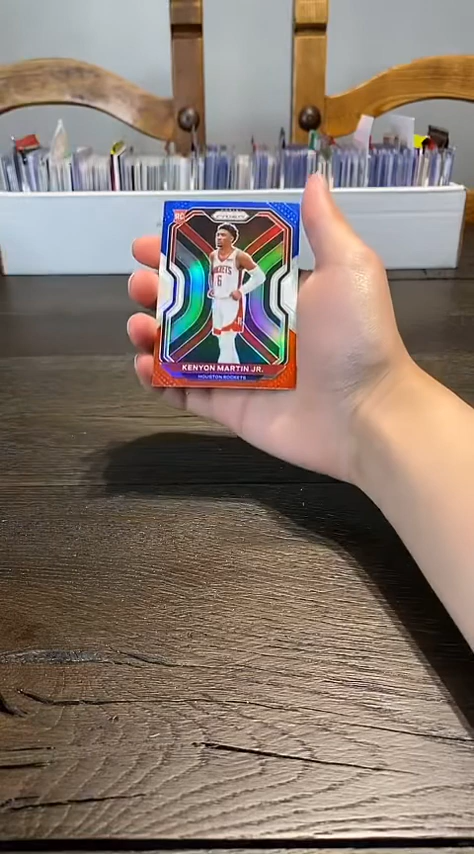 RC
PRIZM
ROCKETS
6
KENYON MARTIN JR.
HOUSTON ROCKETS